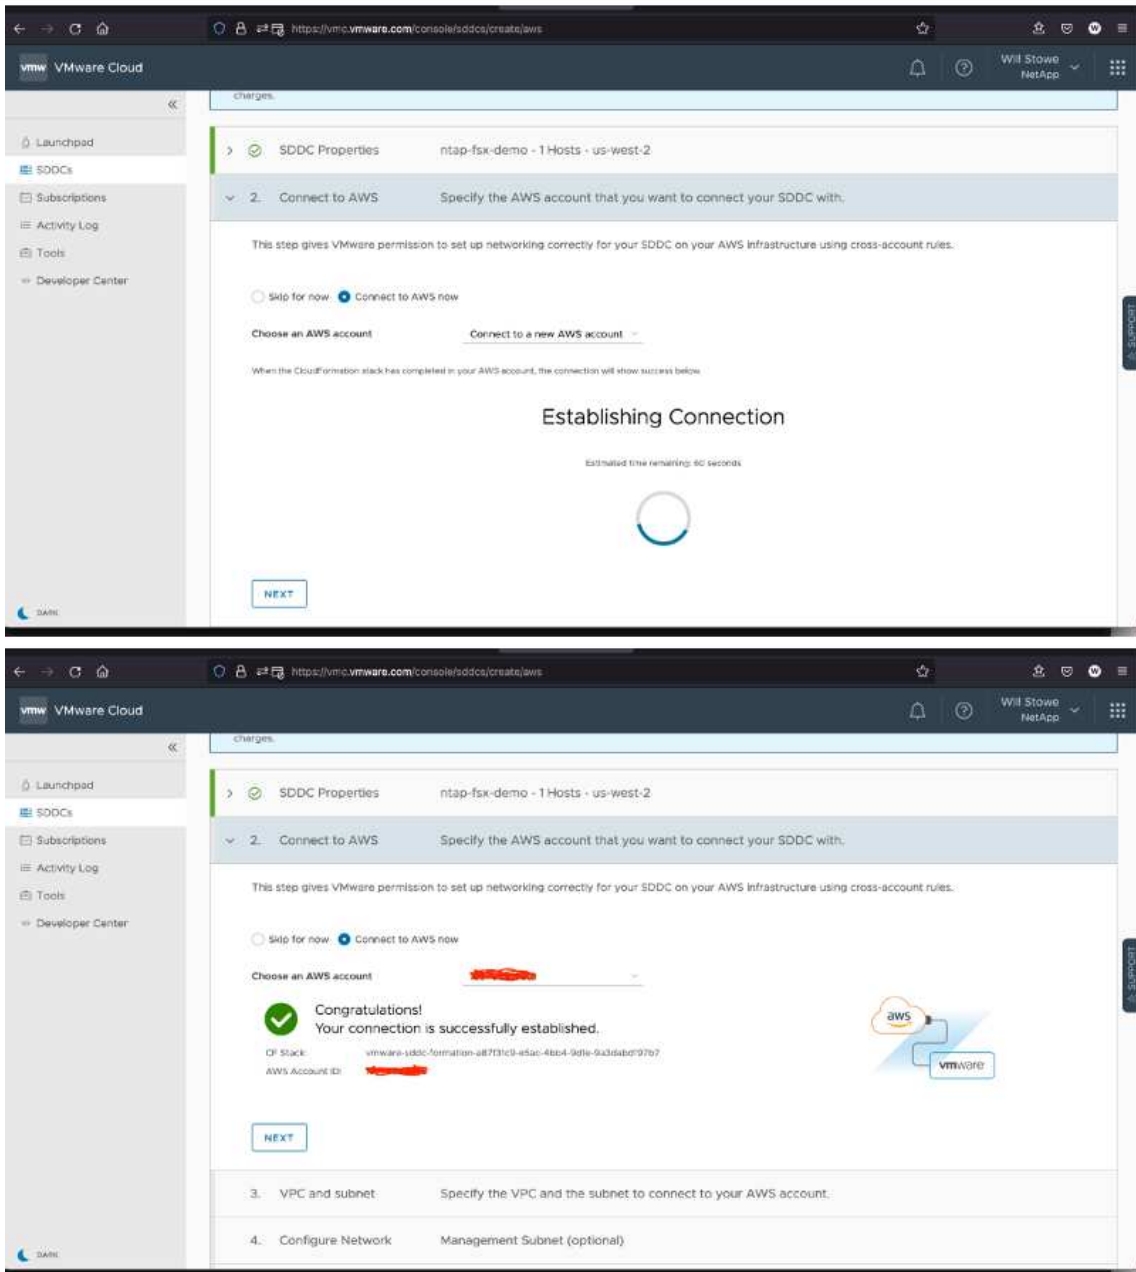 https://vmc.vmware.com/console/sddcs/create/aws
vmw VMware Cloud
Will Stowe
NetApp
charges.
Launchpad
SDDCs
Subscriptions
Activity Log
Tools
Developer Center
DARK
SDDC Properties ntap-fsx-demo - 1 Hosts - us-west-2
2. Connect to AWS Specify the AWS account that you want to connect your SDDC with.
This step gives VMware permission to set up networking correctly for your SDDC on your AWS infrastructure using cross-account rules.
Skip for now Connect to AWS now
Choose an AWS account Connect to a new AWS account
When the CloudFormation stack has completed in your AWS account, the connection will show success below.
Establishing Connection
Estimated time remaining: 60 seconds
NEXT
SUPPORT
https://vmc.vmware.com/console/sddcs/create/aws
vmw VMware Cloud
Will Stowe
NetApp
charges.
Launchpad
SDDCs
Subscriptions
Activity Log
Tools
Developer Center
DARK
SDDC Properties ntap-fsx-demo - 1 Hosts - us-west-2
2. Connect to AWS Specify the AWS account that you want to connect your SDDC with.
This step gives VMware permission to set up networking correctly for your SDDC on your AWS infrastructure using cross-account rules.
Skip for now Connect to AWS now
Choose an AWS account
Congratulations!
Your connection is successfully established.
CF Stack:
AWS Account ID:
aws
vmware
NEXT
3. VPC and subnet Specify the VPC and the subnet to connect to your AWS account.
4. Configure Network Management Subnet (optional)
SUPPORT